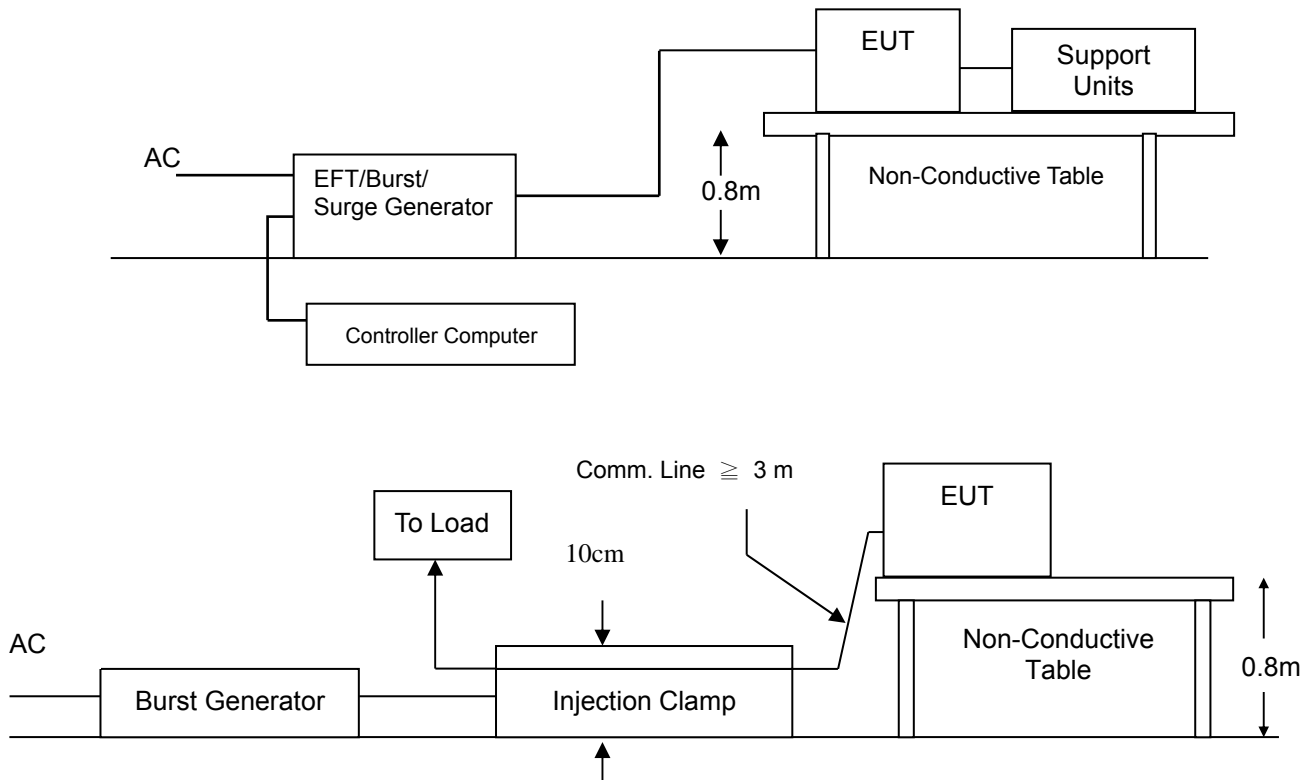 EUT
Support
Units
AC
EFT/Burst/
Surge Generator
0.8m
Non-Conductive Table
Controller Computer
Comm. Line ≧ 3 m
EUT
To Load
10cm
AC
Non-Conductive
Table
0.8m
Burst Generator
Injection Clamp